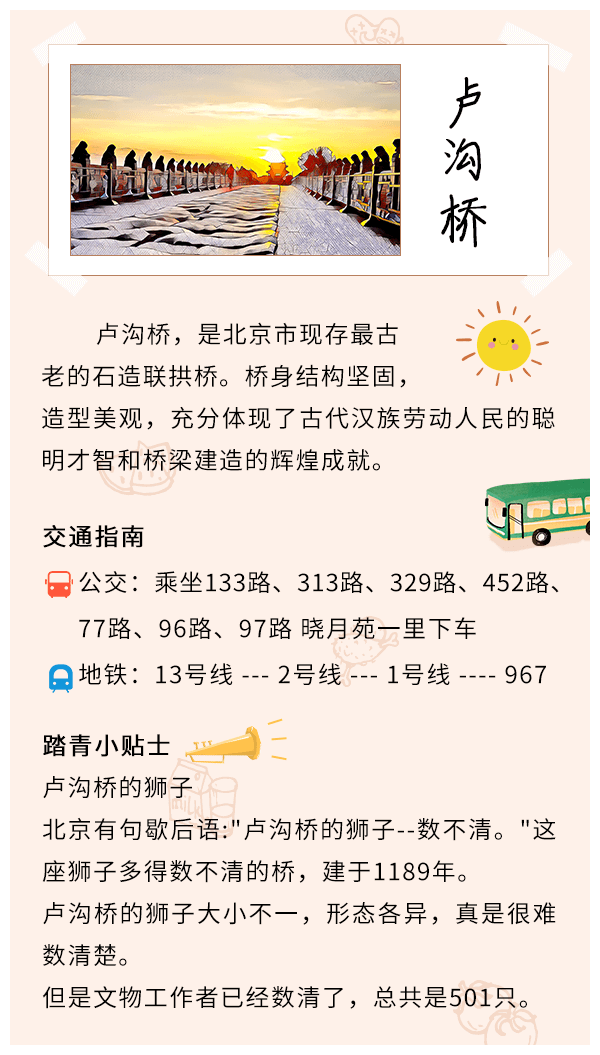 卢沟桥
卢沟桥，是北京市现存最古
老的石造联拱桥。桥身结构坚固，
造型美观，充分体现了古代汉族劳动人民的聪
明才智和桥梁建造的辉煌成就。
交通指南
公交：乘坐133路、313路、329路、452路、
77路、96路、97路 晓月苑一里下车
地铁：13号线 --- 2号线 --- 1号线 ---- 967
踏青小贴士
卢沟桥的狮子
北京有句歇后语:"卢沟桥的狮子--数不清。"这
座狮子多得数不清的桥，建于1189年。
卢沟桥的狮子大小不一，形态各异，真是很难
数清楚。
但是文物工作者已经数清了，总共是501只。